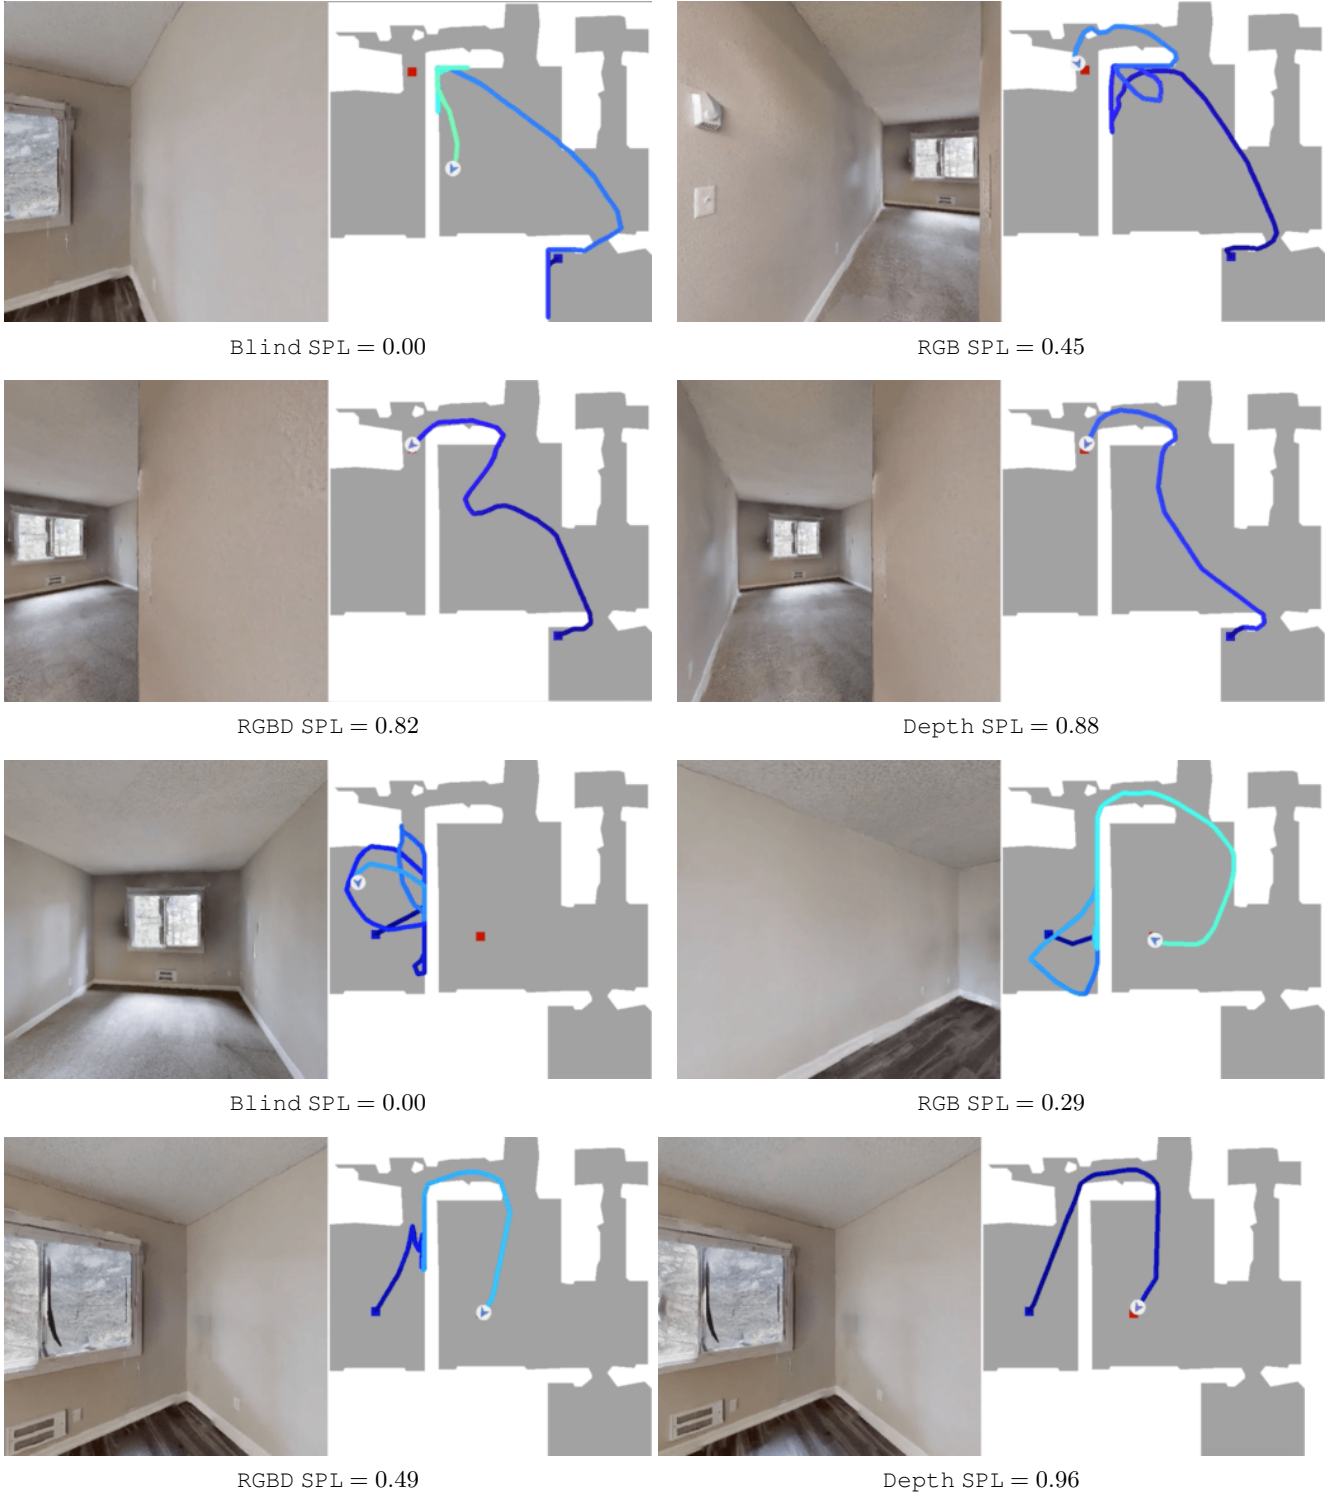 Blind SPL = 0.00
RGB SPL = 0.45
RGBD SPL = 0.82
Depth SPL = 0.88
Blind SPL = 0.00
RGB SPL = 0.29
RGBD SPL = 0.49
Depth SPL = 0.96